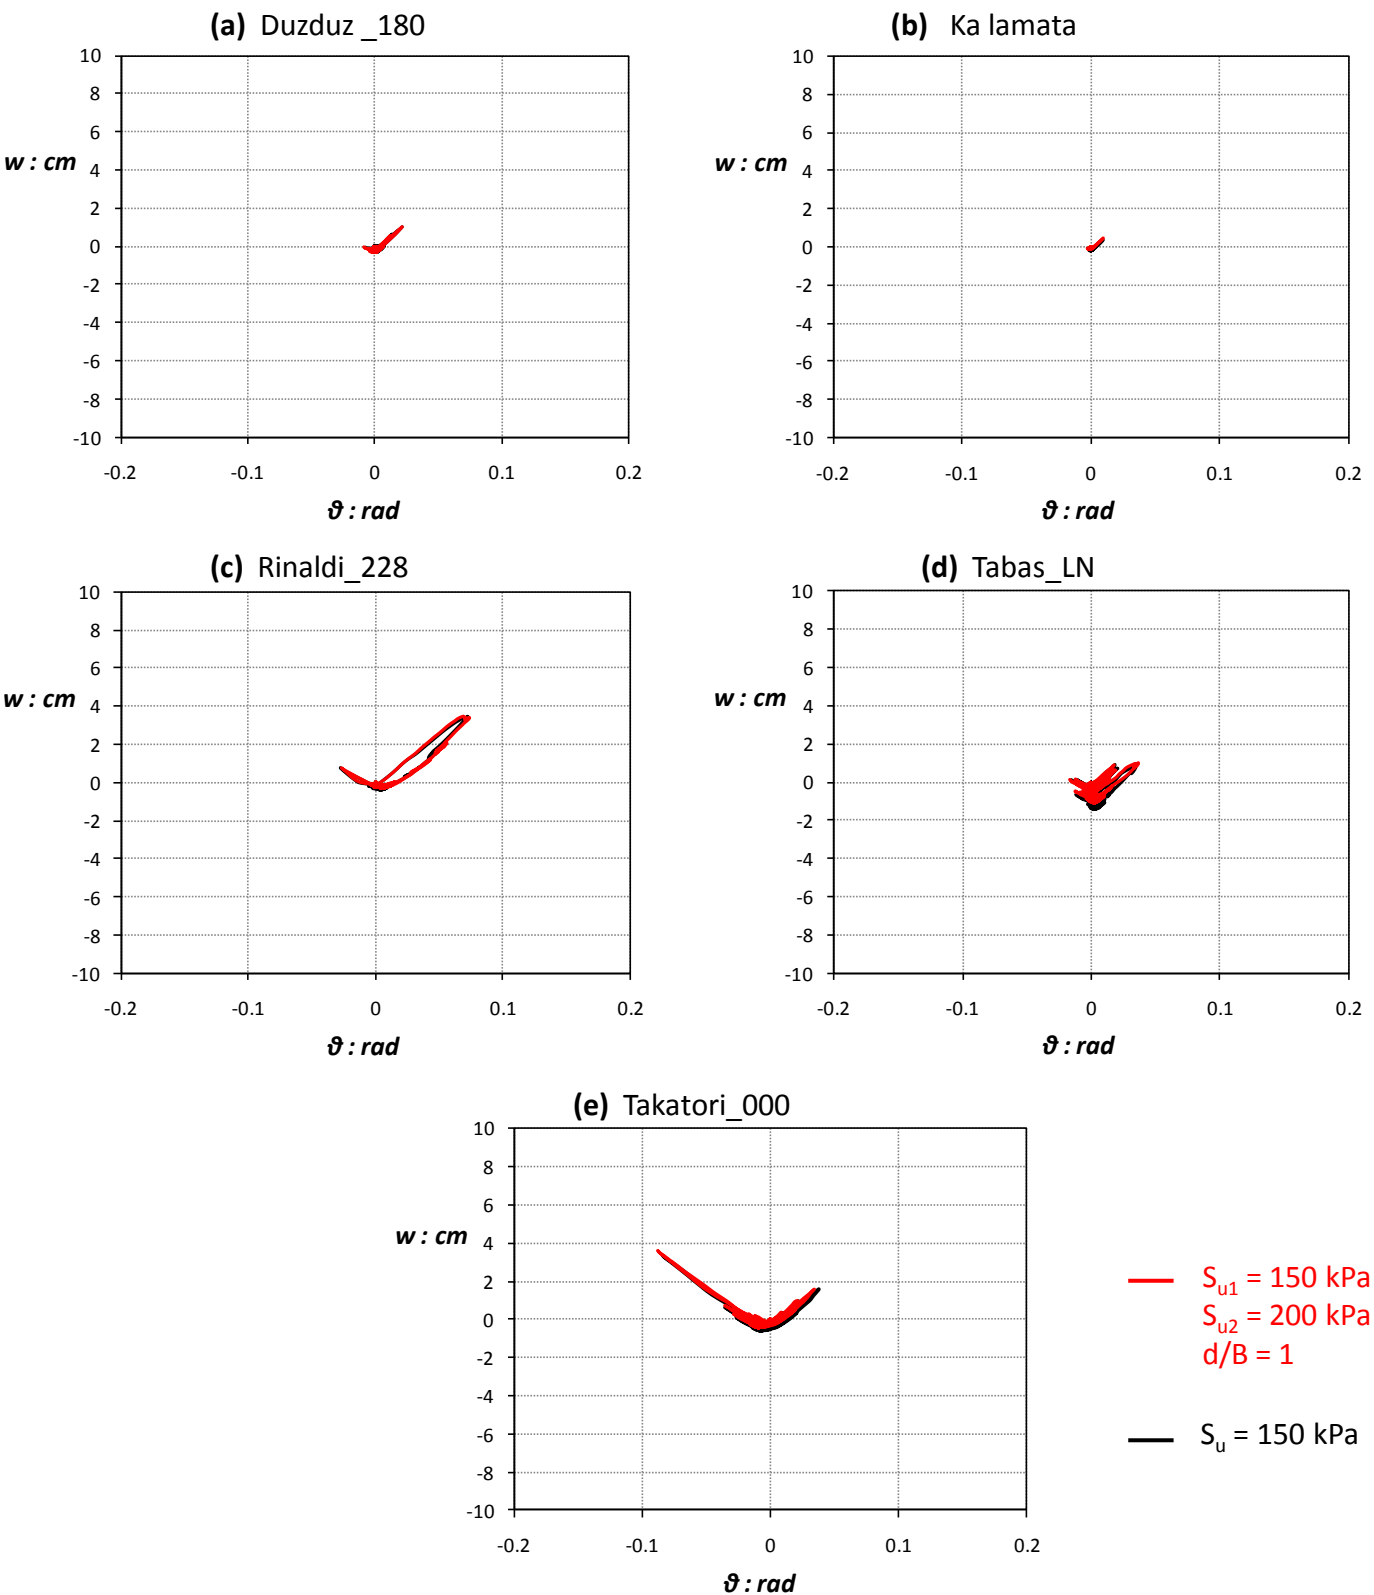 (a) Duzduz _180
10
8
6
w : cm
4
2
0
-2
-4
-6
-8
-10
-0.2 -0.1 0 0.1 0.2
ϑ : rad
(b) Ka lamata
10
8
6
w : cm
4
2
0
-2
-4
-6
-8
-10
-0.2 -0.1 0 0.1 0.2
ϑ : rad
(c) Rinaldi_228
10
8
6
w : cm
4
2
0
-2
-4
-6
-8
-10
-0.2 -0.1 0 0.1 0.2
ϑ : rad
(d) Tabas_LN
10
8
6
w : cm
4
2
0
-2
-4
-6
-8
-10
-0.2 -0.1 0 0.1 0.2
ϑ : rad
(e) Takatori_000
10
8
6
w : cm
4
2
0
-2
-4
-6
-8
-10
-0.2 -0.1 0 0.1 0.2
ϑ : rad
Su1 = 150 kPa
Su2 = 200 kPa
d/B = 1
Su = 150 kPa